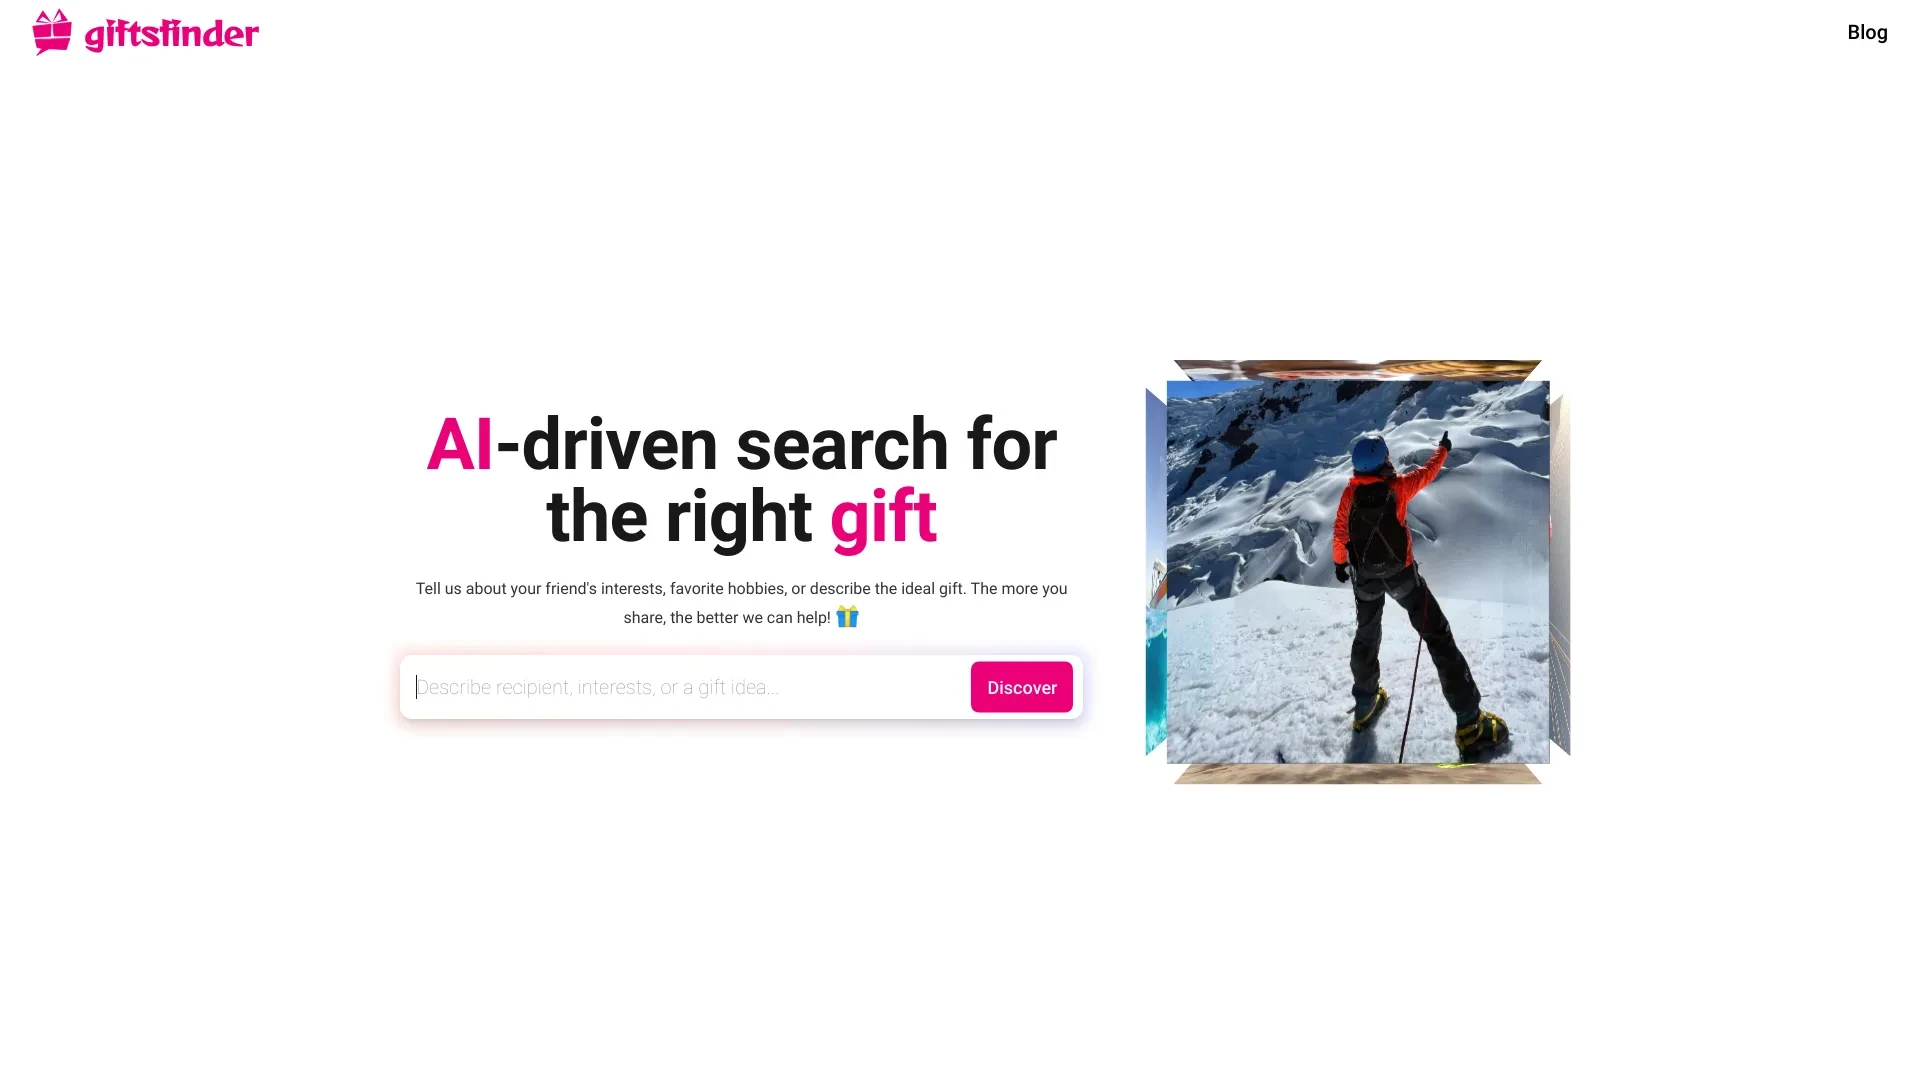 giftsfinder
Blog
AI-driven search for
the right gift
Tell us about your friend's interests, favorite hobbies, or describe the ideal gift. The more you
share, the better we can help!
Describe recipient, interests, or a gift idea...
Discover